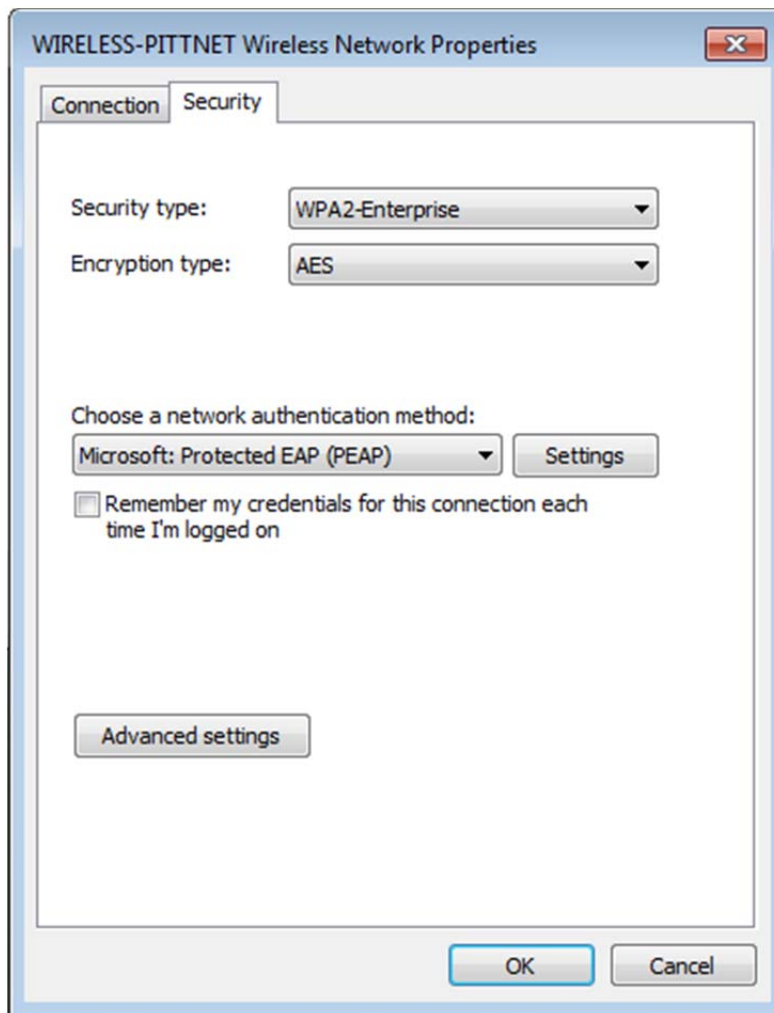 WIRELESS-PITTNET Wireless Network Properties
Connection Security
Security type: WPA2-Enterprise
Encryption type: AES
Choose a network authentication method:
Microsoft: Protected EAP (PEAP) Settings
Remember my credentials for this connection each
time I'm logged on
Advanced settings
OK Cancel